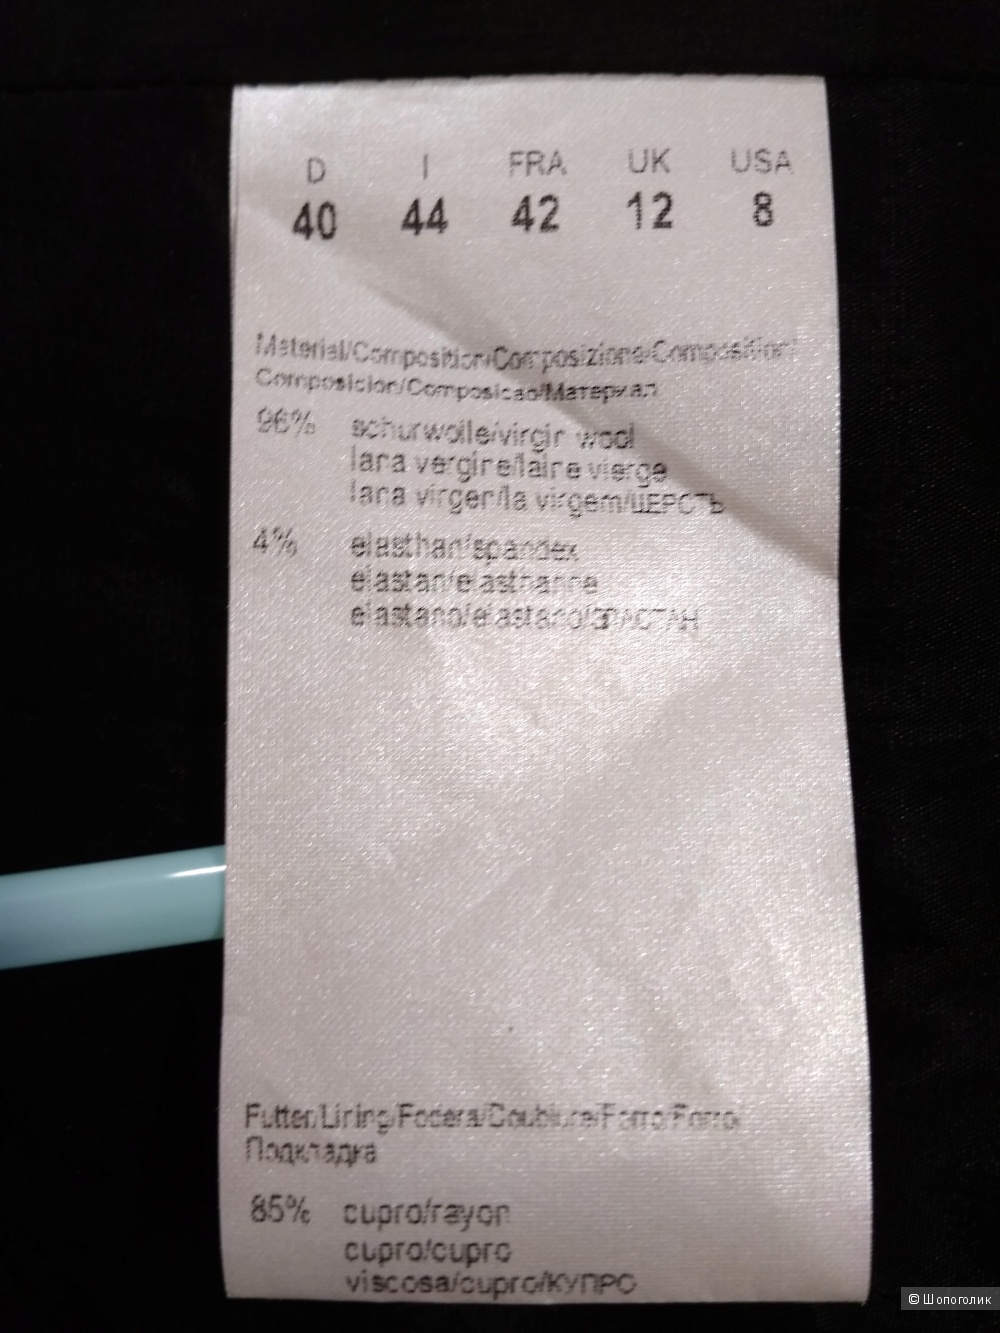 D I FRA UK USA
40 44 42 12 8
Material/Composition/Composizione/Composition/
Composicion/Composicao/Материал
96% schurwolle/virgin wool
lana vergine/laine vierge
lana virgen/la virgem/ШЕРСТЬ
4% elasthan/spandex
elastan/elasthanne
elastano/elastano/ЭЛАСТАН
Futter/Lining/Fodera/Doublure/Forro/Forro
Подкладка
85% cupro/rayon
cupro/cupro
viscosa/cupro/КУПРО
© Шопоголик